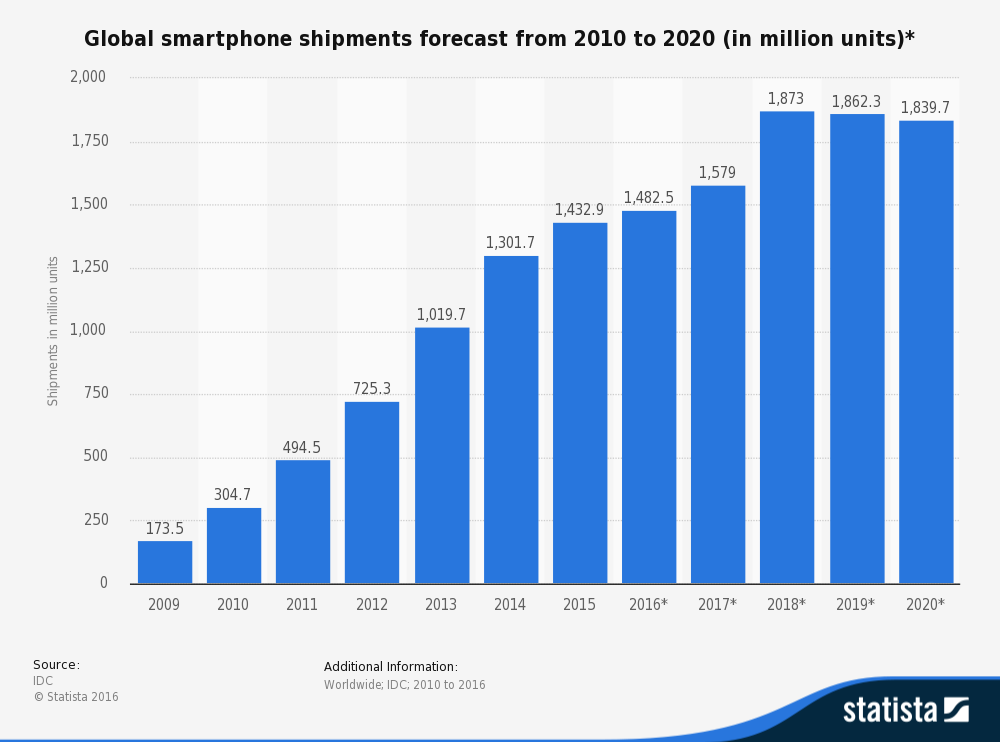 Global smartphone shipments forecast from 2010 to 2020 (in million units)*
Shipments in million units
2,000
1,750
1,500
1,250
1,000
750
500
250
0
173.5
304.7
494.5
725.3
1,019.7
1,301.7
1,432.9
1,482.5
1,579
1,873
1,862.3
1,839.7
2009 2010 2011 2012 2013 2014 2015 2016* 2017* 2018* 2019* 2020*
Source:
IDC
© Statista 2016
Additional Information:
Worldwide; IDC; 2010 to 2016
statista